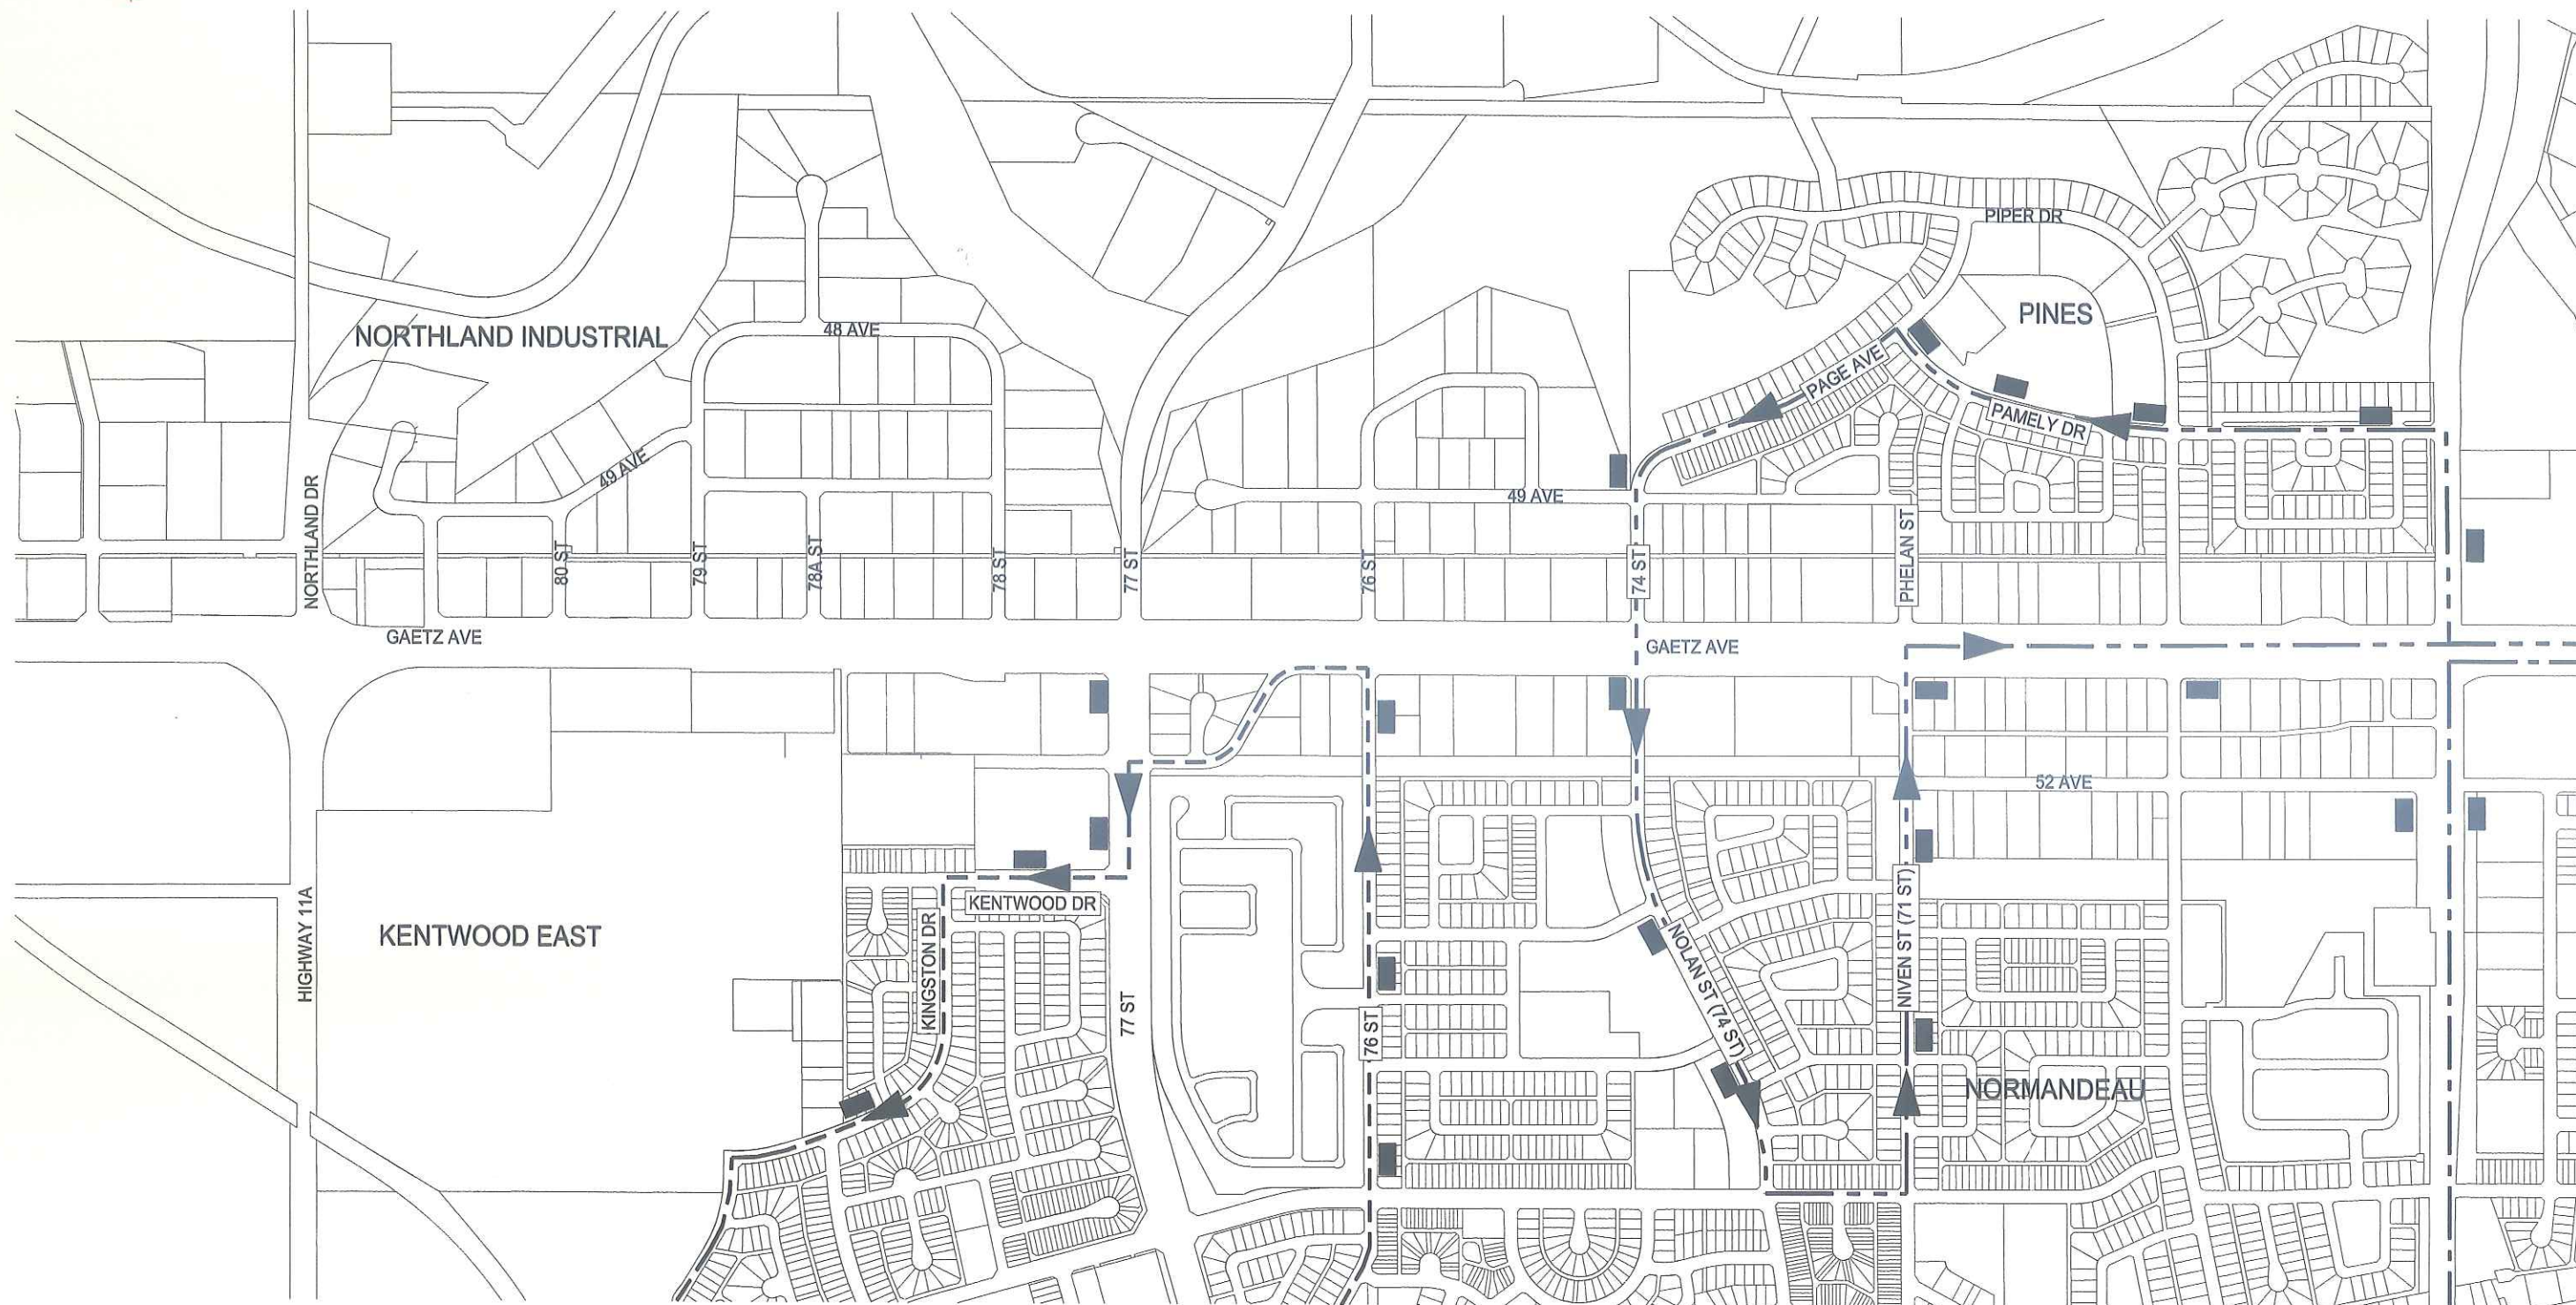 PIPER DR
PINES
48 AVE
NORTHLAND INDUSTRIAL
PAGE AVE
PAMELY DR
49 AVE
49 AVE
NORTHLAND DR
80 ST
79 ST
78A ST
78 ST
77 ST
76 ST
74 ST
PHELAN ST
GAETZ AVE
GAETZ AVE
52 AVE
KENTWOOD DR
KINGSTON DR
KENTWOOD EAST
HIGHWAY 11A
77 ST
76 ST
NOLAN ST (74 ST)
NIVEN ST (71 ST)
NORMANDEAU